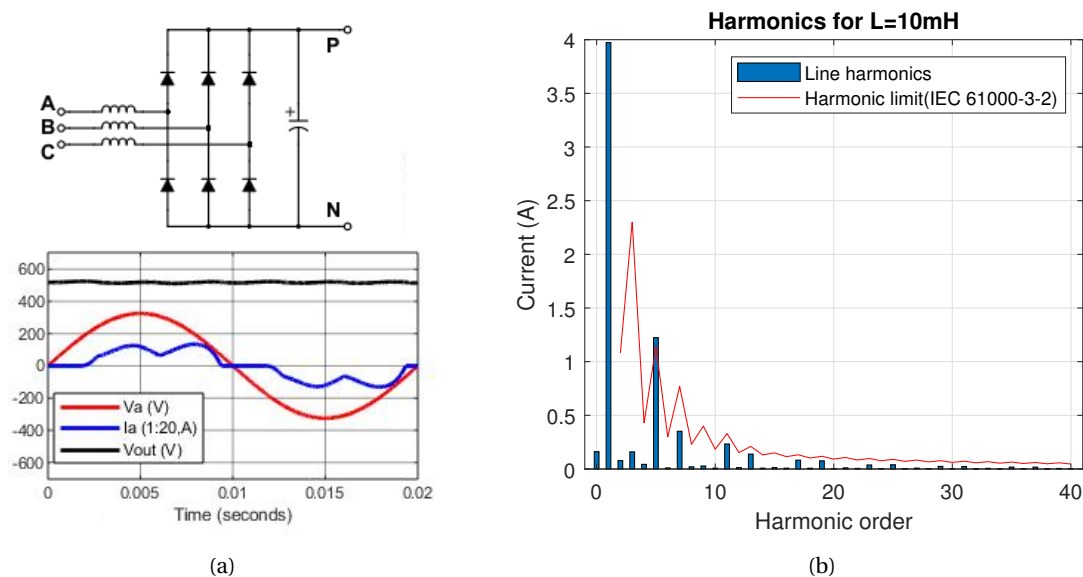 P
A
B
C
+
N
600
400
200
0
-200
-400
-600
Va (V)
Ia (1:20,A)
Vout (V)
0
0.005
0.01
0.015
0.02
Time (seconds)
(a)
Harmonics for L=10mH
4
3.5
3
2.5
2
1.5
1
0.5
0
Current (A)
Line harmonics
Harmonic limit(IEC 61000-3-2)
0
10
20
30
40
Harmonic order
(b)